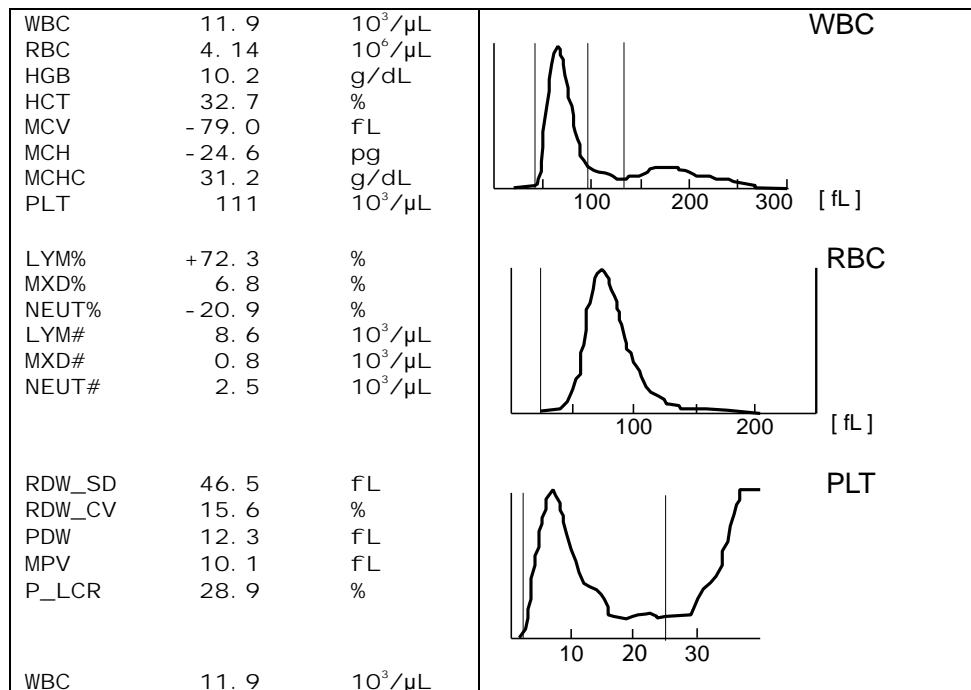 WBC 11.9 10³/µL
RBC 4.14 10⁶/µL
HGB 10.2 g/dL
HCT 32.7 %
MCV -79.0 fL
MCH -24.6 pg
MCHC 31.2 g/dL
PLT 111 10³/µL
LYM% +72.3 %
MXD% 6.8 %
NEUT% -20.9 %
LYM# 8.6 10³/µL
MXD# 0.8 10³/µL
NEUT# 2.5 10³/µL
RDW_SD 46.5 fL
RDW_CV 15.6 %
PDW 12.3 fL
MPV 10.1 fL
P_LCR 28.9 %
WBC 11.9 10³/µL
WBC
100 200 300 [fL]
RBC
100 200 [fL]
PLT
10 20 30